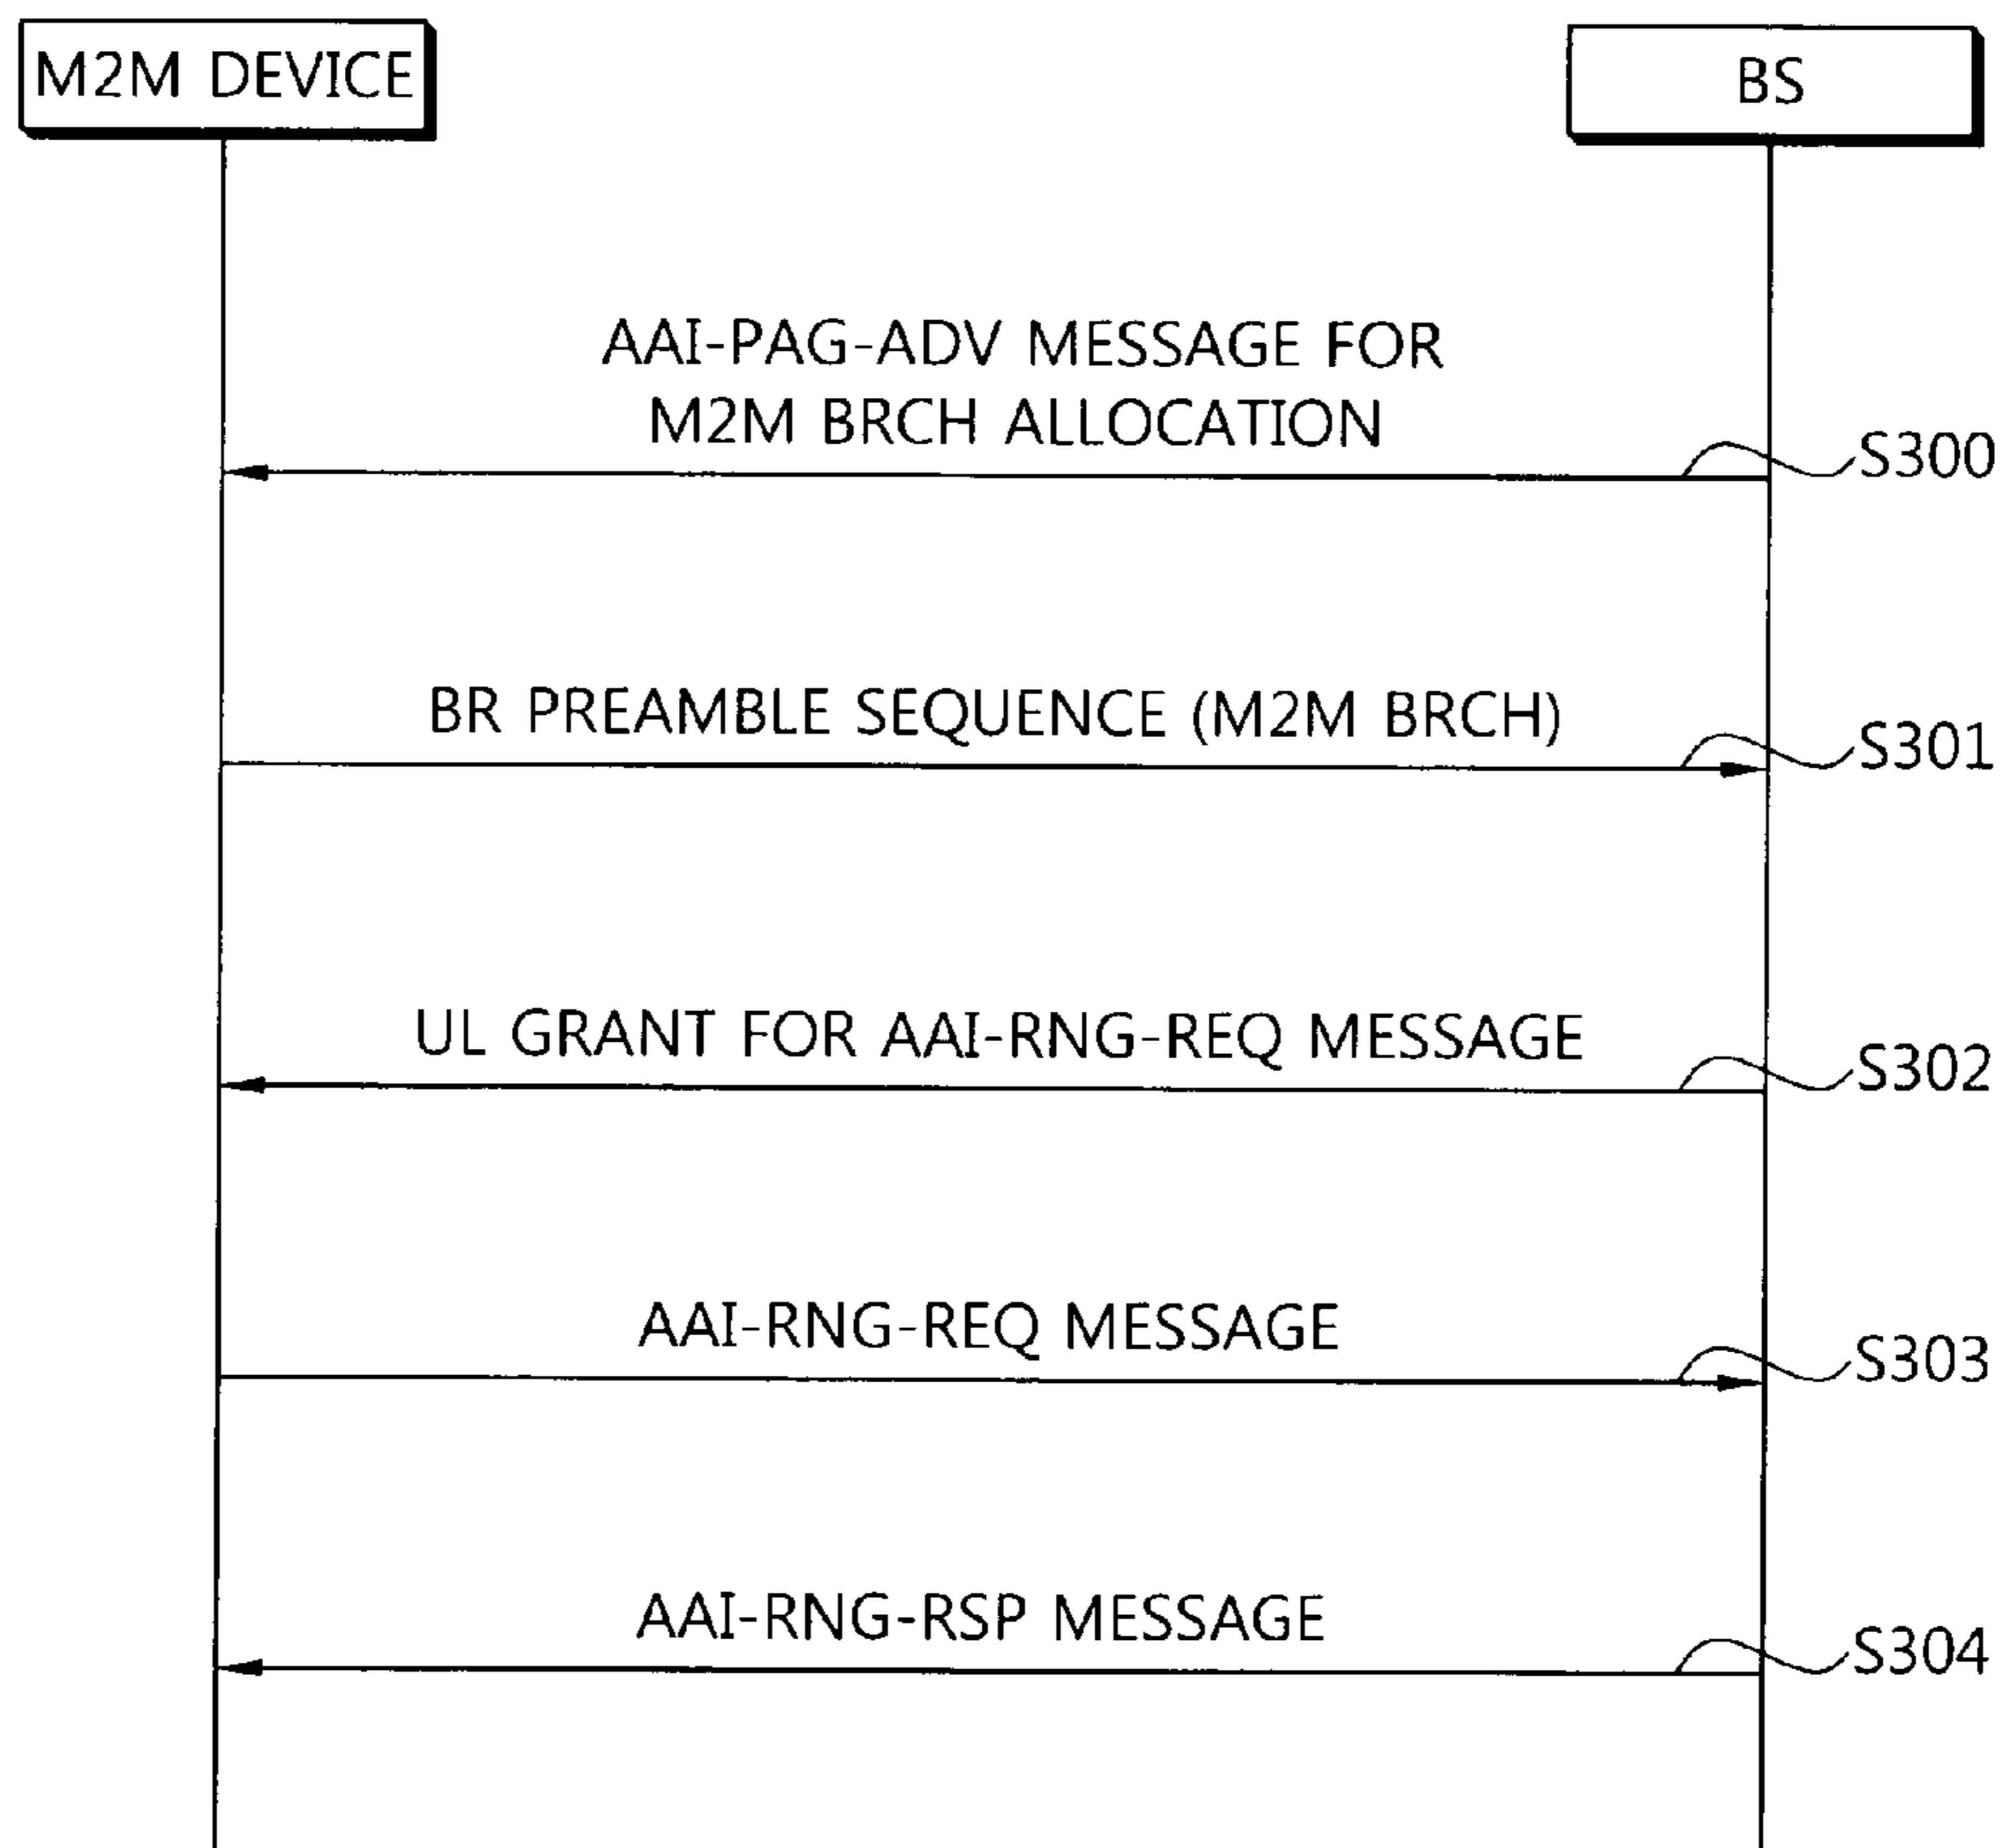 M2M DEVICE
BS
AAI-PAG-ADV MESSAGE FOR
M2M BRCH ALLOCATION
S300
BR PREAMBLE SEQUENCE (M2M BRCH)
S301
UL GRANT FOR AAI-RNG-REQ MESSAGE
S302
AAI-RNG-REQ MESSAGE
S303
AAI-RNG-RSP MESSAGE
S304